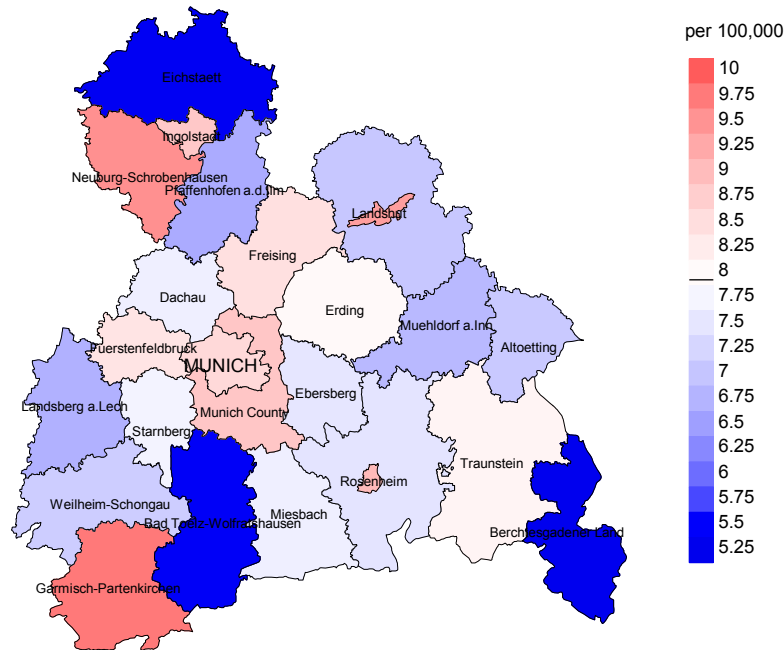 per 100,000
10
9.75
9.5
9.25
9
8.75
8.5
8.25
8
7.75
7.5
7.25
7
6.75
6.5
6.25
6
5.75
5.5
5.25
Eichstaett
Ingolstadt
Neuburg-Schrobenhausen
Pfaffenhofen a.d.Ilm
Landshut
Freising
Dachau
Erding
Muehldorf a.Inn
Altoetting
Fuerstenfeldbruck
MUNICH
Ebersberg
Landsberg a.Lech
Munich County
Starnberg
Traunstein
Rosenheim
Weilheim-Schongau
Miesbach
Bad Toelz-Wolfratshausen
Berchtesgadener Land
Garmisch-Partenkirchen